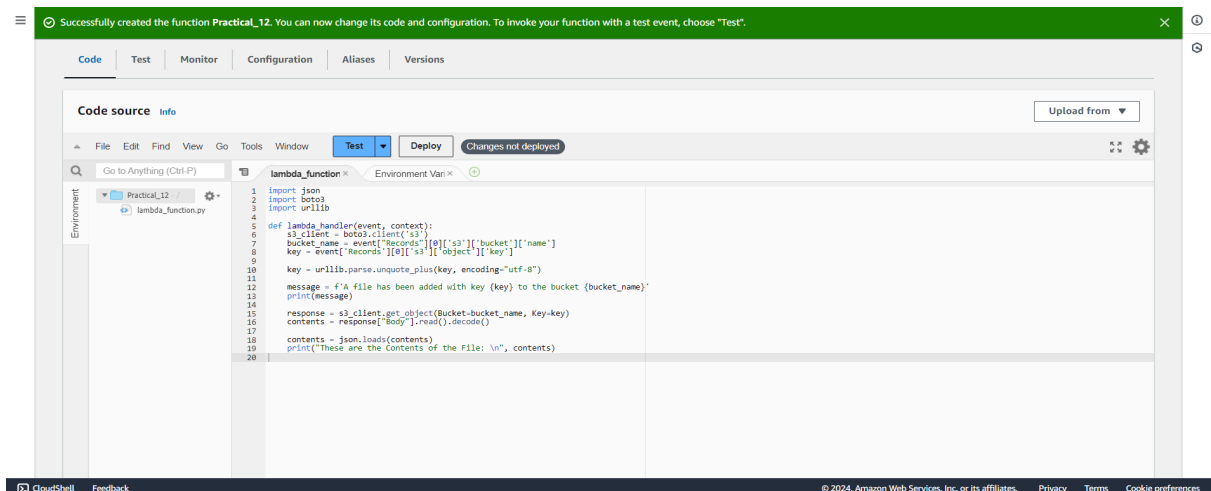 Successfully created the function Practical_12. You can now change its code and configuration. To invoke your function with a test event, choose "Test".
Code Test Monitor Configuration Aliases Versions
Code source Info Upload from
File Edit Find View Go Tools Window Test Deploy Changes not deployed
Go to Anything (Ctrl-P) lambda_function Environment Vari
Environment
Practical_12 /
lambda_function.py
1 import json
2 import boto3
3 import urllib
4
5 def lambda_handler(event, context):
6 s3_client = boto3.client('s3')
7 bucket_name = event["Records"][0]['s3']['bucket']['name']
8 key = event['Records'][0]['s3']['object']['key']
9
10 key = urllib.parse.unquote_plus(key, encoding="utf-8")
11
12 message = f'A file has been added with key {key} to the bucket {bucket_name}'
13 print(message)
14
15 response = s3_client.get_object(Bucket=bucket_name, Key=key)
16 contents = response["Body"].read().decode()
17
18 contents = json.loads(contents)
19 print("These are the Contents of the File: \n", contents)
20
CloudShell Feedback © 2024, Amazon Web Services, Inc. or its affiliates. Privacy Terms Cookie preferences